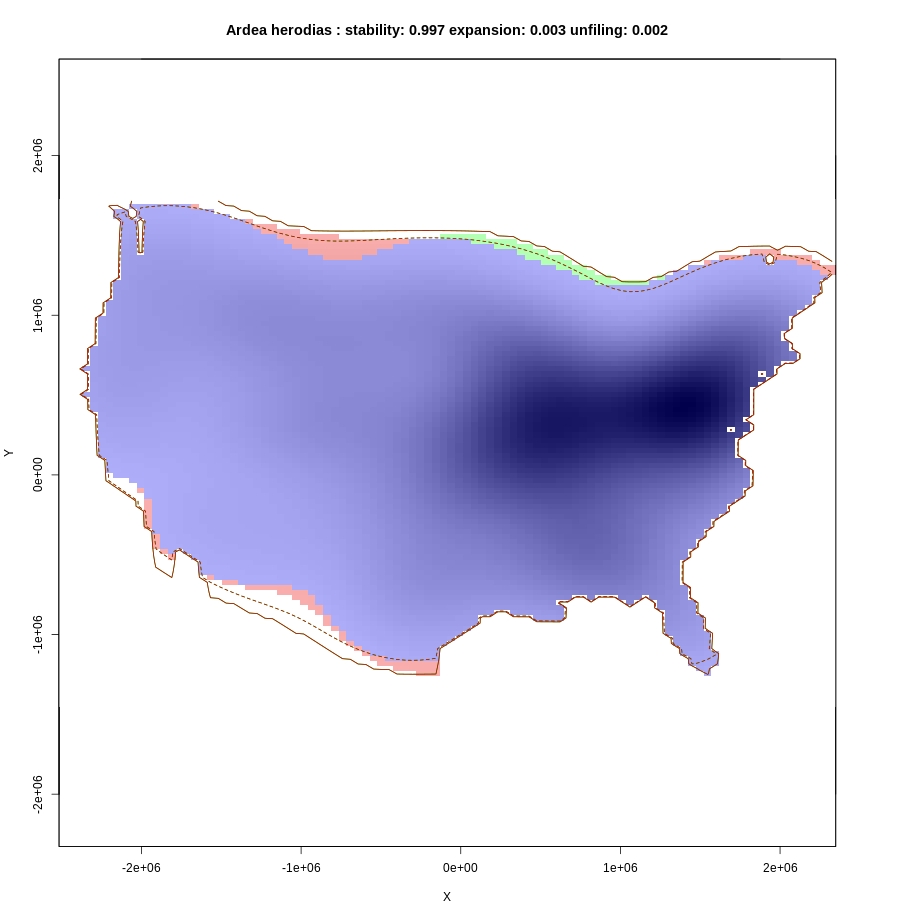 Ardea herodias : stability: 0.997 expansion: 0.003 unfiling: 0.002
2e+06
1e+06
0e+00
-1e+06
-2e+06
Y
-2e+06 -1e+06 0e+00 1e+06 2e+06
X